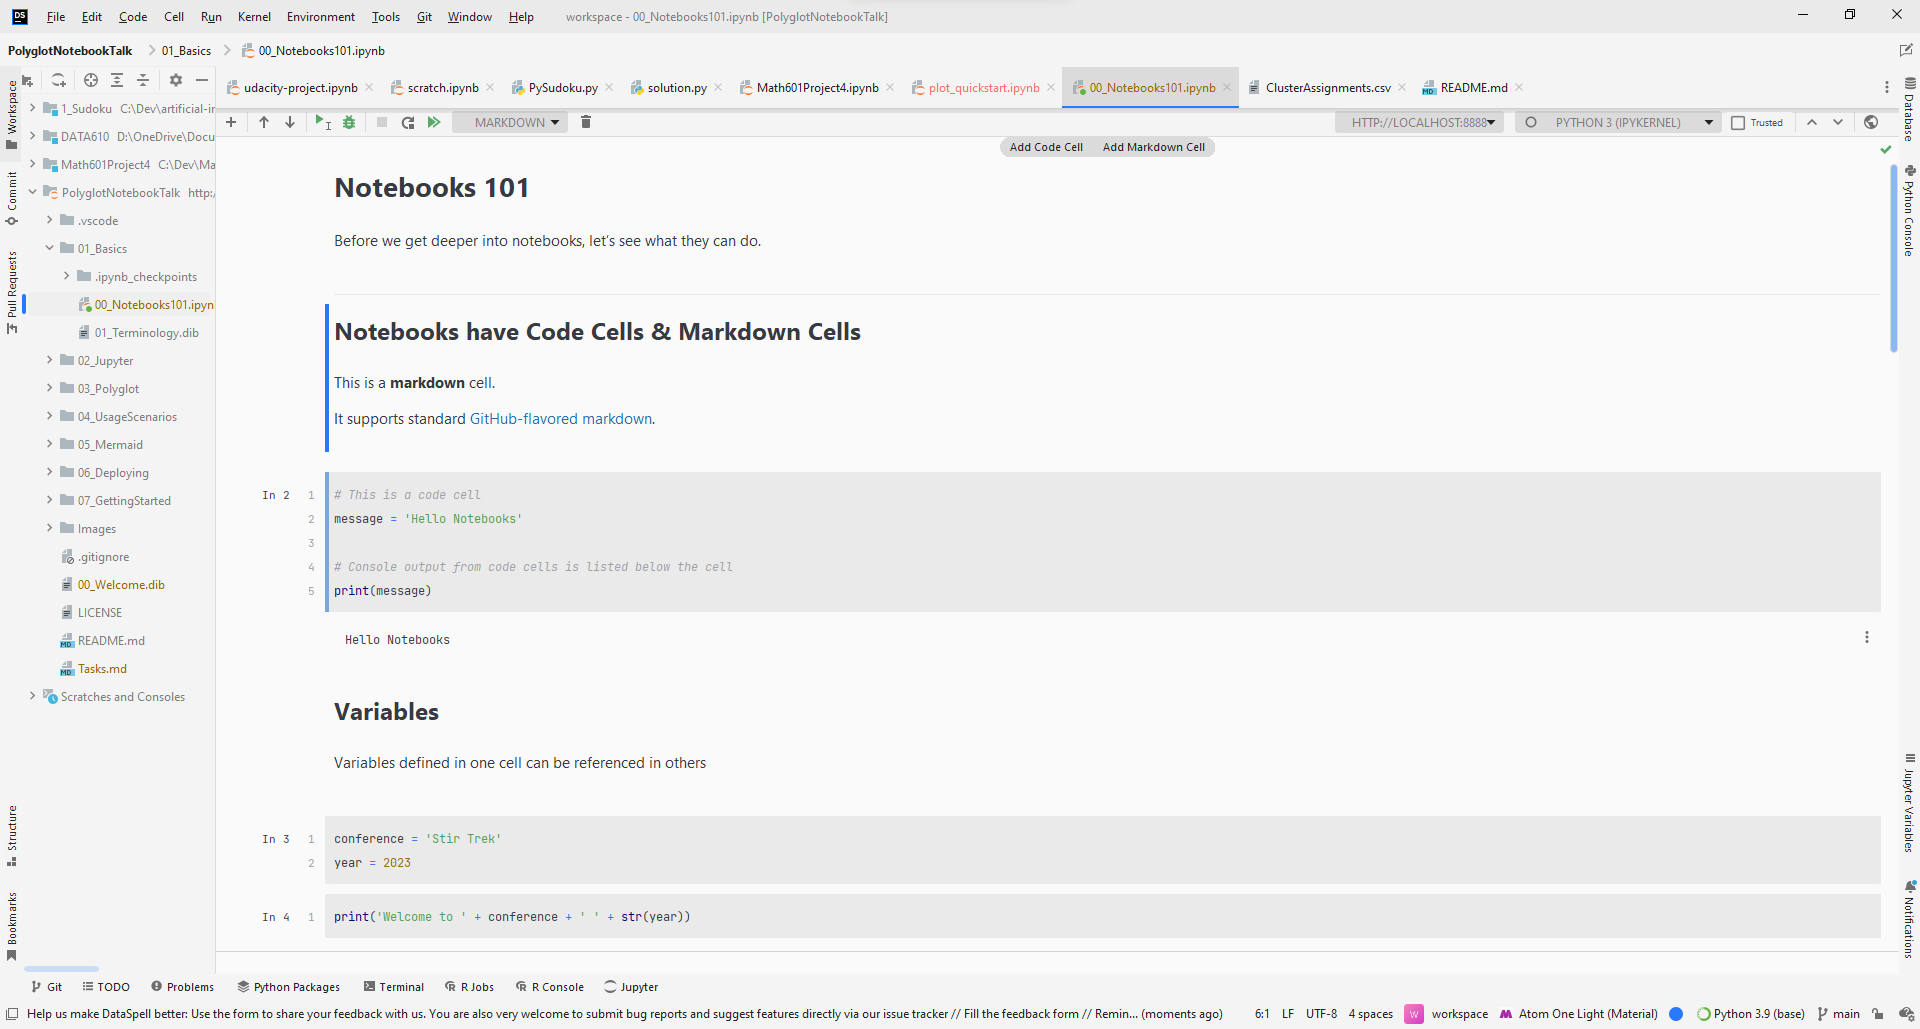 DS File Edit Code Cell Run Kernel Environment Tools Git Window Help workspace - 00_Notebooks101.ipynb [PolyglotNotebookTalk]
PolyglotNotebookTalk 01_Basics 00_Notebooks101.ipynb
udacity-project.ipynb scratch.ipynb PySudoku.py solution.py Math601Project4.ipynb plot_quickstart.ipynb 00_Notebooks101.ipynb ClusterAssignments.csv README.md
MARKDOWN HTTP://LOCALHOST:8888 PYTHON 3 (IPYKERNEL) Trusted
Add Code Cell Add Markdown Cell
Workspace
Commit
Pull Requests
Structure
Bookmarks
1_Sudoku C:\Dev\artificial-in
DATA610 D:\OneDrive\Docu
Math601Project4 C:\Dev\Ma
PolyglotNotebookTalk http:/
.vscode
01_Basics
.ipynb_checkpoints
00_Notebooks101.ipyn
01_Terminology.dib
02_Jupyter
03_Polyglot
04_UsageScenarios
05_Mermaid
06_Deploying
07_GettingStarted
Images
.gitignore
00_Welcome.dib
LICENSE
README.md
Tasks.md
Scratches and Consoles
Notebooks 101
Before we get deeper into notebooks, let's see what they can do.
Notebooks have Code Cells & Markdown Cells
This is a markdown cell.
It supports standard GitHub-flavored markdown.
In 2 1 # This is a code cell
2 message = 'Hello Notebooks'
3
4 # Console output from code cells is listed below the cell
5 print(message)
Hello Notebooks
Variables
Variables defined in one cell can be referenced in others
In 3 1 conference = 'Stir Trek'
2 year = 2023
In 4 1 print('Welcome to ' + conference + ' ' + str(year))
Database
Python Console
Jupyter Variables
Notifications
Git TODO Problems Python Packages Terminal R Jobs R Console Jupyter
Help us make DataSpell better: Use the form to share your feedback with us. You are also very welcome to submit bug reports and suggest features directly via our issue tracker // Fill the feedback form // Remin... (moments ago) 6:1 LF UTF-8 4 spaces W workspace Atom One Light (Material) Python 3.9 (base) main